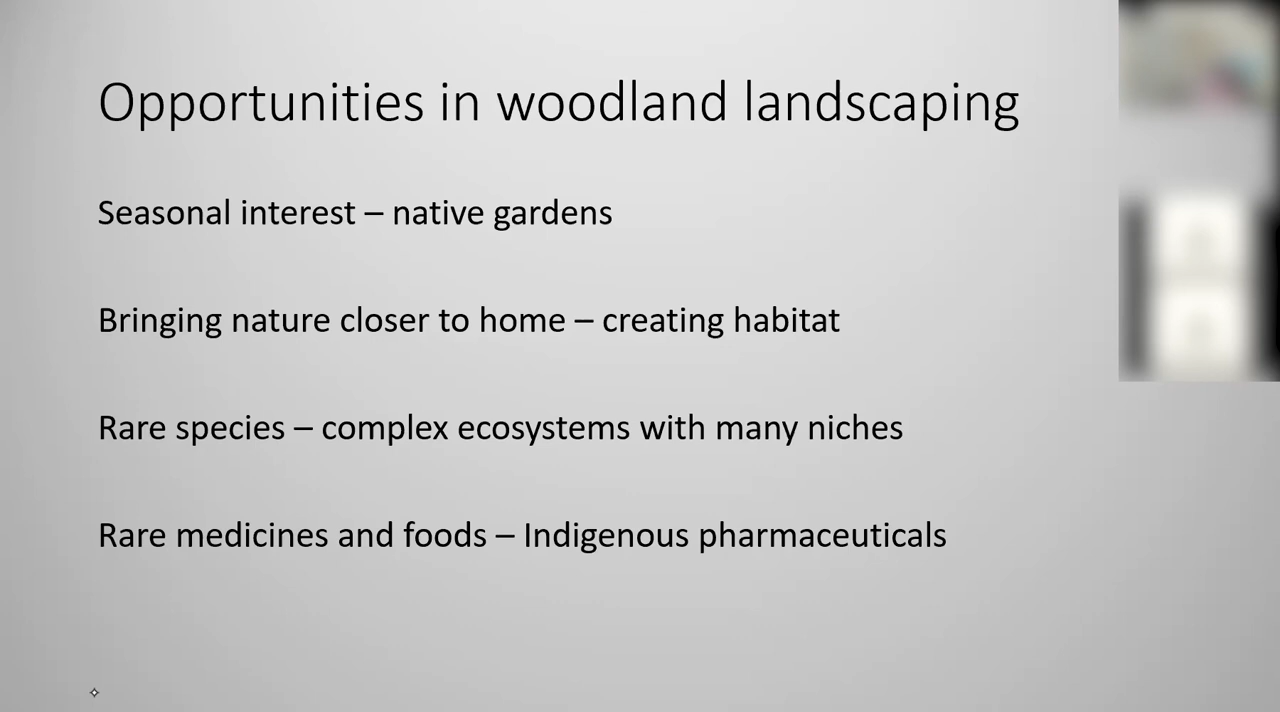 Opportunities in woodland landscaping
Seasonal interest – native gardens
Bringing nature closer to home – creating habitat
Rare species – complex ecosystems with many niches
Rare medicines and foods – Indigenous pharmaceuticals